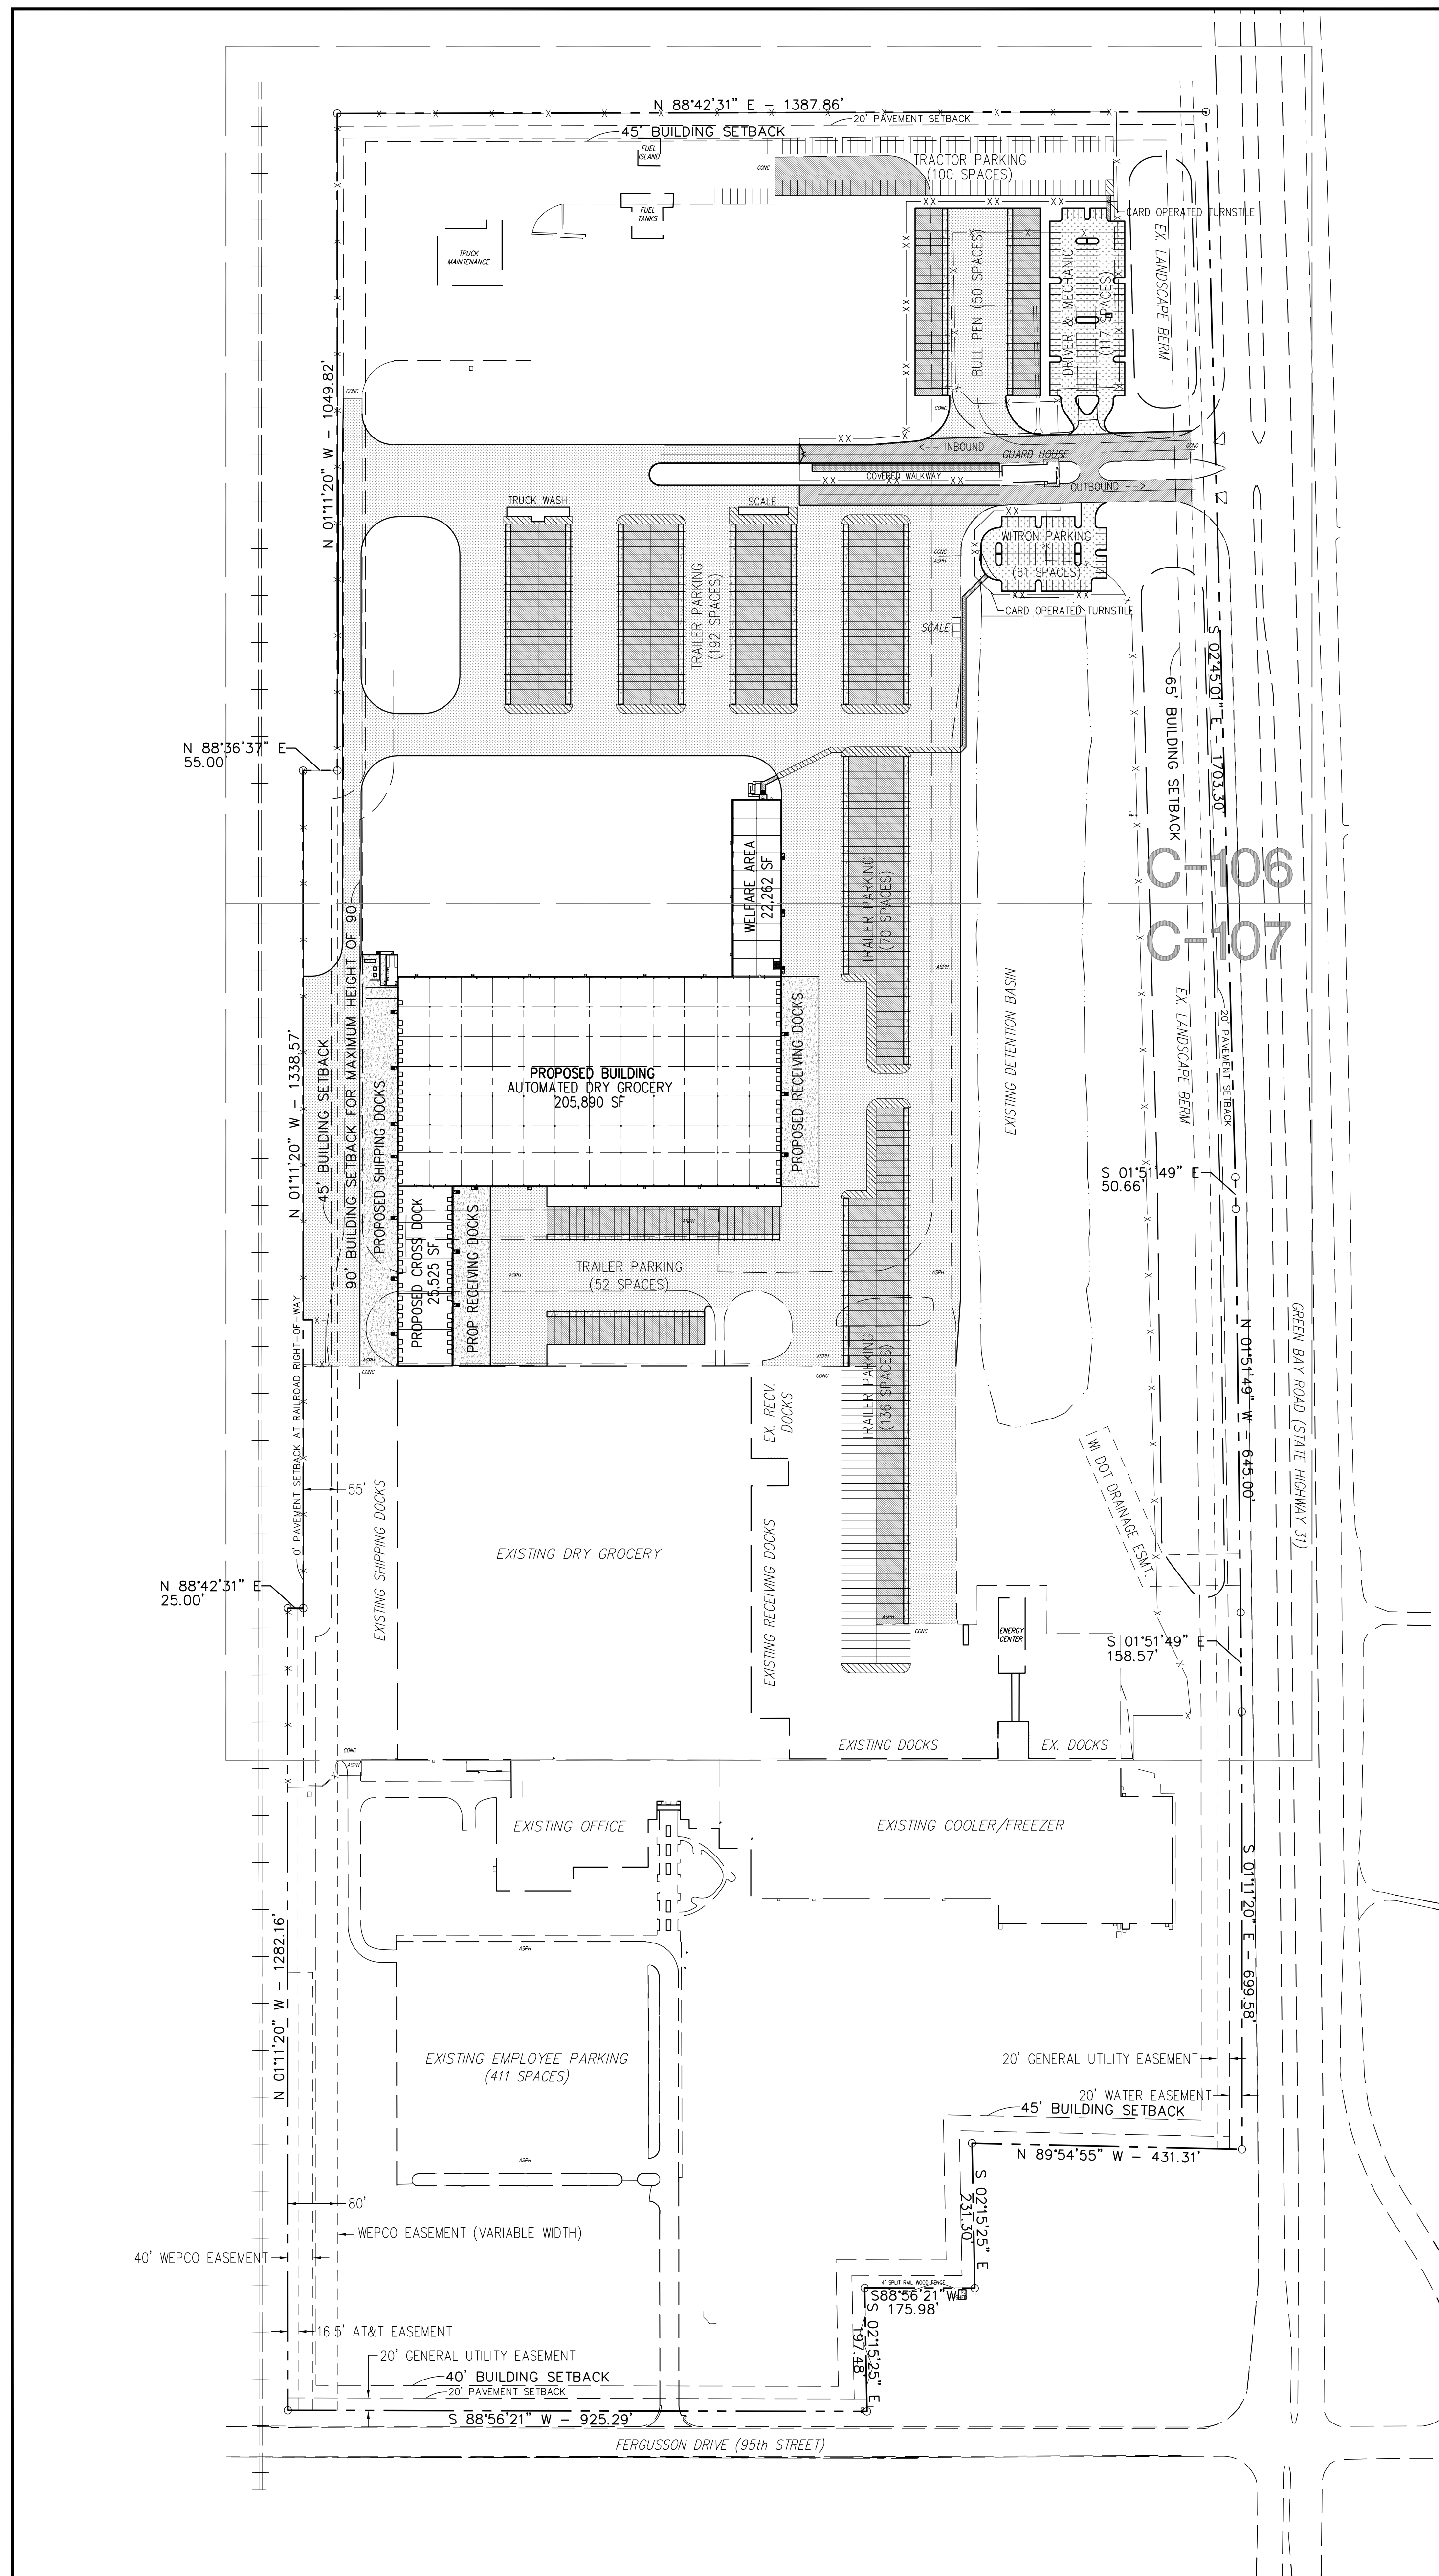 N 88°42'31" E - 1387.86'
20' PAVEMENT SETBACK
45' BUILDING SETBACK
FUEL
ISLAND
CONC
TRACTOR PARKING
(100 SPACES)
FUEL
TANKS
CARD OPERATED TURNSTILE
TRUCK
MAINTENANCE
BULL PEN (50 SPACES)
DRIVER & MECHANIC
(117 SPACES)
EX. LANDSCAPE BERM
N 01°11'20" W - 1049.82'
CONC
CONC
<-- INBOUND
GUARD HOUSE
CONC
COVERED WALKWAY
OUTBOUND -->
TRUCK WASH
SCALE
WITRON PARKING
(61 SPACES)
CONC
ASPH
TRAILER PARKING
(192 SPACES)
CARD OPERATED TURNSTILE
SCALE
S 02°45'01" E - 1703.30'
65' BUILDING SETBACK
N 88°36'37" E
55.00'
WELFARE AREA
22,262 SF
TRAILER PARKING
(70 SPACES)
C-106
C-107
90' BUILDING SETBACK FOR MAXIMUM HEIGHT OF 90'
ASPH
EXISTING DETENTION BASIN
EX. LANDSCAPE BERM
20' PAVEMENT SETBACK
N 01°11'20" W - 1338.57'
45' BUILDING SETBACK
PROPOSED SHIPPING DOCKS
PROPOSED BUILDING
AUTOMATED DRY GROCERY
205,890 SF
PROPOSED RECEIVING DOCKS
S 01°51'49" E
50.66'
PROPOSED CROSS DOCK
25,525 SF
PROP RECEIVING DOCKS
ASPH
ASPH
TRAILER PARKING
(52 SPACES)
ASPH
0' PAVEMENT SETBACK AT RAILROAD RIGHT-OF-WAY
ASPH
CONC
ASPH
CONC
TRAILER PARKING
(136 SPACES)
N 01°51'49" W - 645.00'
GREEN BAY ROAD (STATE HIGHWAY 31)
EX. RECV.
DOCKS
55'
EXISTING SHIPPING DOCKS
EXISTING DRY GROCERY
EXISTING RECEIVING DOCKS
WI DOT DRAINAGE ESMT.
N 88°42'31" E
25.00'
ASPH
CONC
ENERGY
CENTER
S 01°51'49" E
158.57'
EXISTING DOCKS
EX. DOCKS
CONC
ASPH
EXISTING OFFICE
EXISTING COOLER/FREEZER
S 01°11'20" E - 699.58'
N 01°11'20" W - 1282.16'
ASPH
EXISTING EMPLOYEE PARKING
(411 SPACES)
20' GENERAL UTILITY EASEMENT
20' WATER EASEMENT
45' BUILDING SETBACK
N 89°54'55" W - 431.31'
ASPH
80'
S 02°15'25" E
231.30'
WEPCO EASEMENT (VARIABLE WIDTH)
40' WEPCO EASEMENT
4' SPLIT RAIL WOOD FENCE
S88°56'21"W
175.98'
16.5' AT&T EASEMENT
S 02°15'25" E
197.48'
20' GENERAL UTILITY EASEMENT
40' BUILDING SETBACK
20' PAVEMENT SETBACK
S 88°56'21" W - 925.29'
FERGUSSON DRIVE (95th STREET)